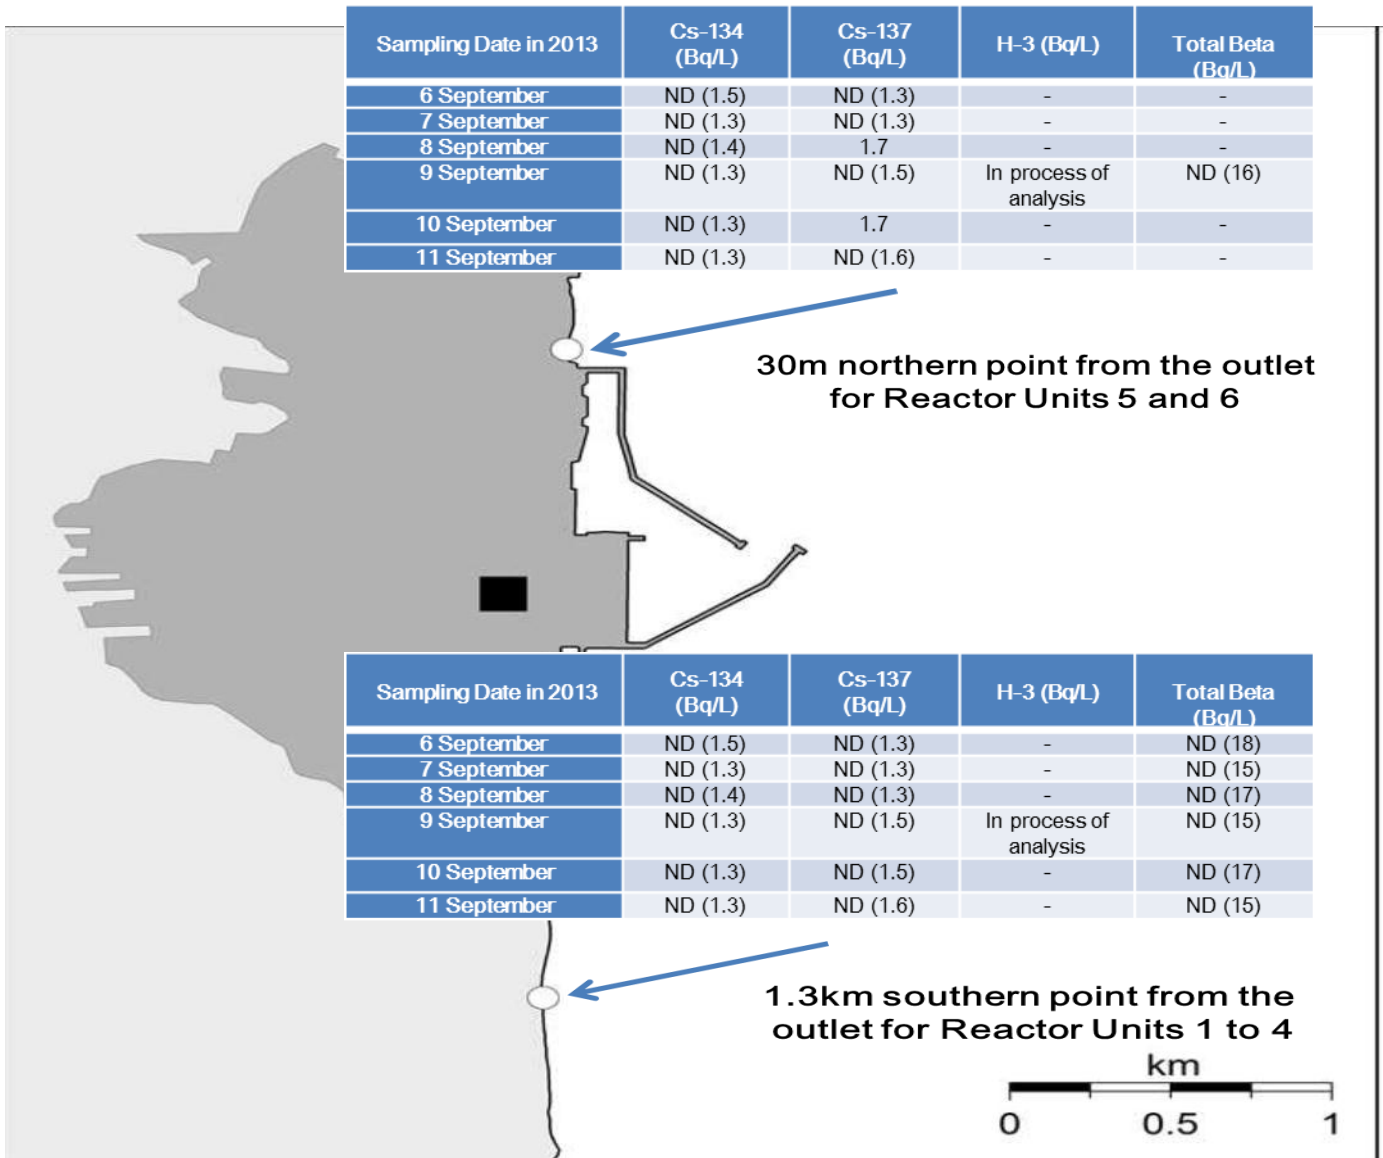 Sampling Date in 2013 Cs-134 (Bq/L) Cs-137 (Bq/L) H-3 (Bq/L) Total Beta (Bq/L)
6 September ND (1.5) ND (1.3) - -
7 September ND (1.3) ND (1.3) - -
8 September ND (1.4) 1.7 - -
9 September ND (1.3) ND (1.5) In process of analysis ND (16)
10 September ND (1.3) 1.7 - -
11 September ND (1.3) ND (1.6) - -
30m northern point from the outlet
for Reactor Units 5 and 6
Sampling Date in 2013 Cs-134 (Bq/L) Cs-137 (Bq/L) H-3 (Bq/L) Total Beta (Bq/L)
6 September ND (1.5) ND (1.3) - ND (18)
7 September ND (1.3) ND (1.3) - ND (15)
8 September ND (1.4) ND (1.3) - ND (17)
9 September ND (1.3) ND (1.5) In process of analysis ND (15)
10 September ND (1.3) ND (1.5) - ND (17)
11 September ND (1.3) ND (1.6) - ND (15)
1.3km southern point from the
outlet for Reactor Units 1 to 4
km
0 0.5 1